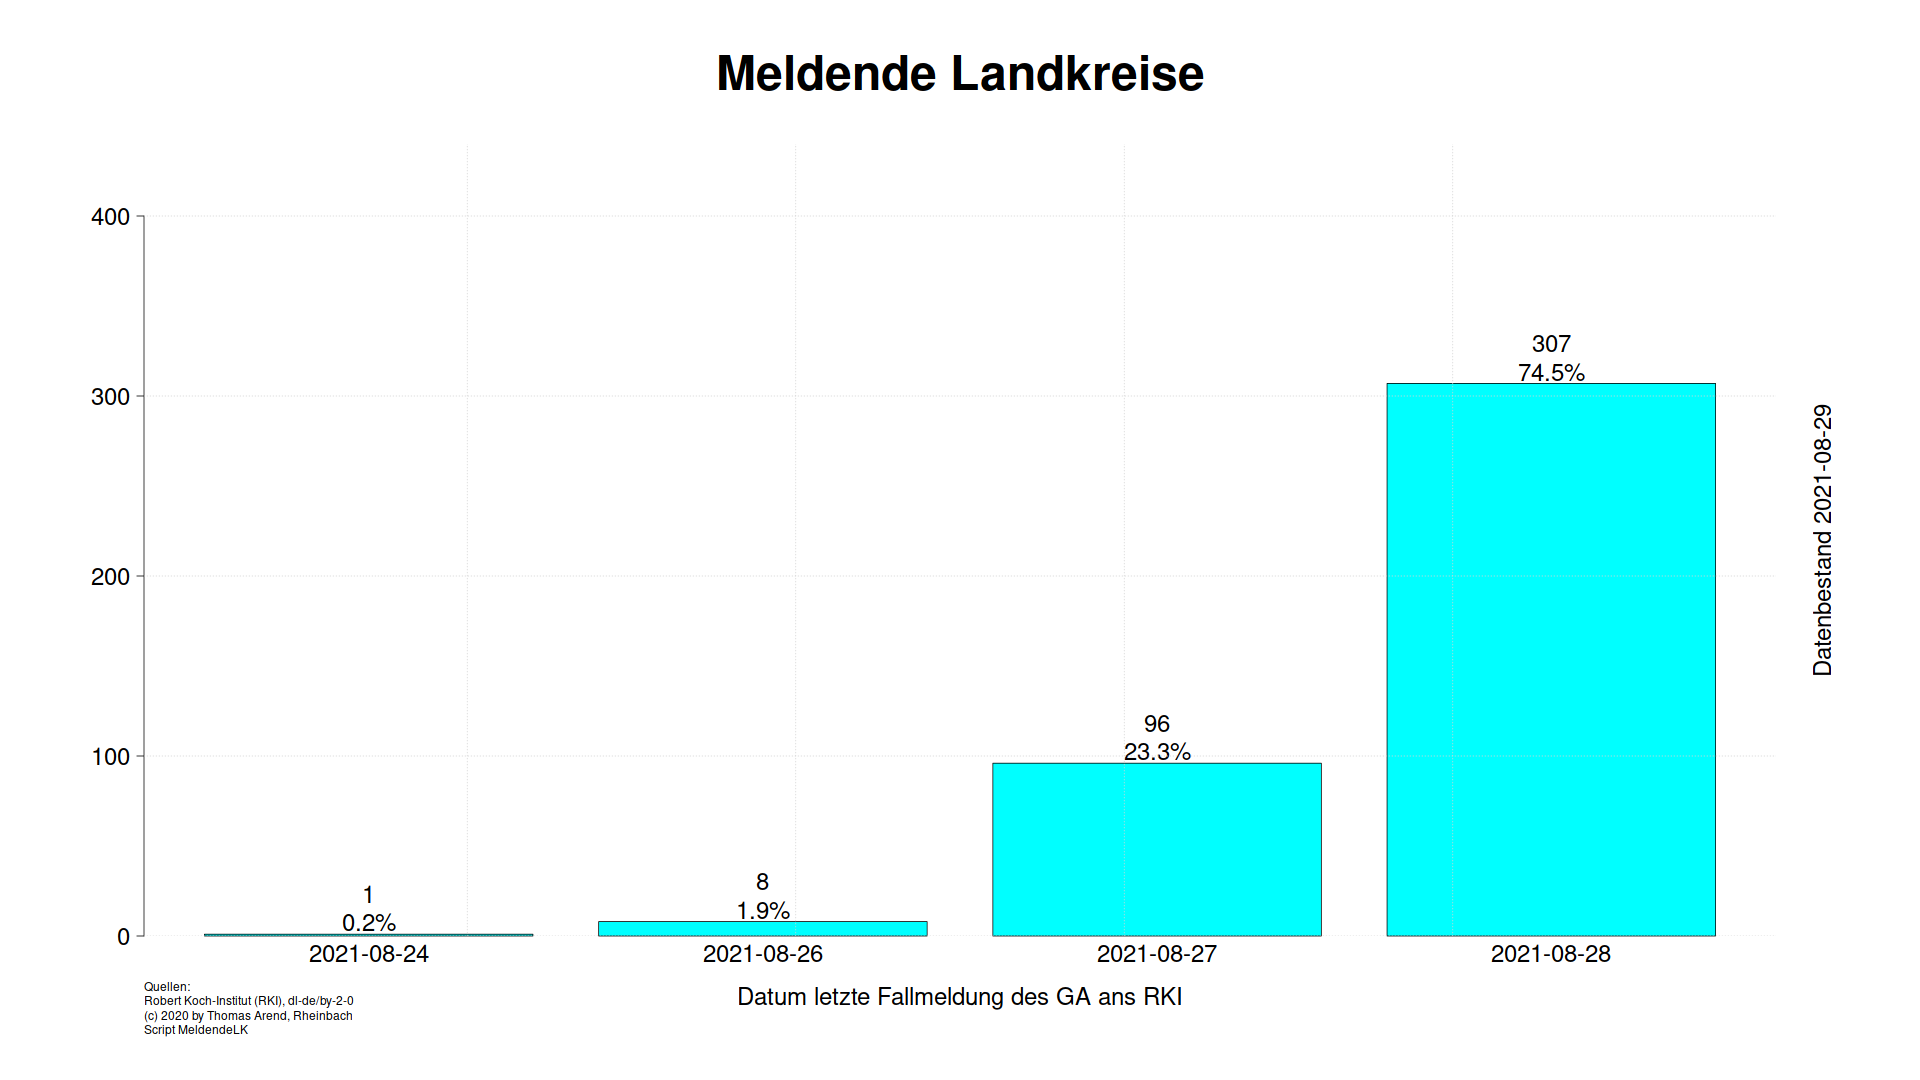 Meldende Landkreise
400
300
200
100
0
1
0.2%
8
1.9%
96
23.3%
307
74.5%
2021-08-24
2021-08-26
2021-08-27
2021-08-28
Datum letzte Fallmeldung des GA ans RKI
Datenbestand 2021-08-29
Quellen:
Robert Koch-Institut (RKI), dl-de/by-2-0
(c) 2020 by Thomas Arend, Rheinbach
Script MeldendeLK